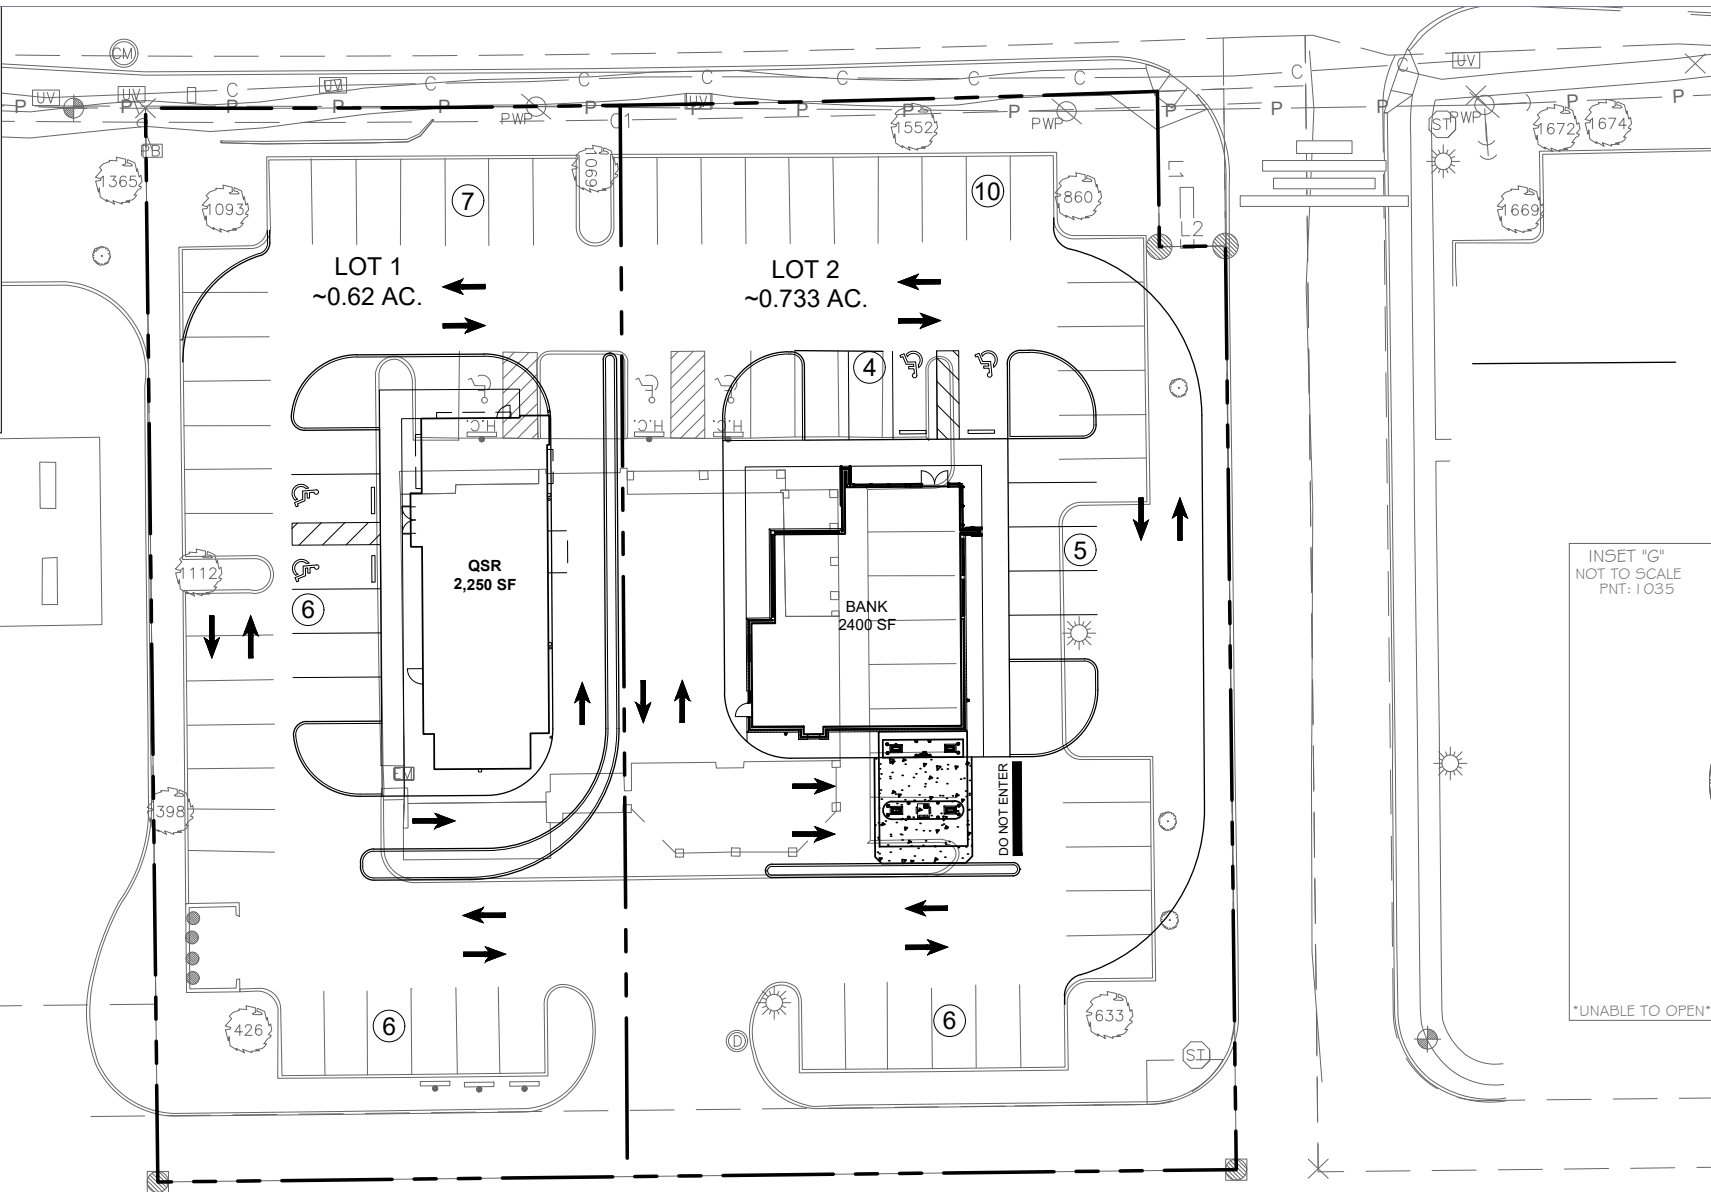 CM
C C C C C C C C C
UV UV UV UV UV
P P P P P P P P P P P P P
PWP C1 PWP ST PWP
1552 1672 1674
PB
1365 1093 1690 860 1669
7 10
L1
L2
LOT 1
~0.62 AC.
LOT 2
~0.733 AC.
4
H.C. H.C. H.C.
QSR
2,250 SF
5
1112
6
BANK
2400 SF
INSET "G"
NOT TO SCALE
PNT: 1035
EM
398
DO NOT ENTER
426 6 6 633
D
ST
*UNABLE TO OPEN*